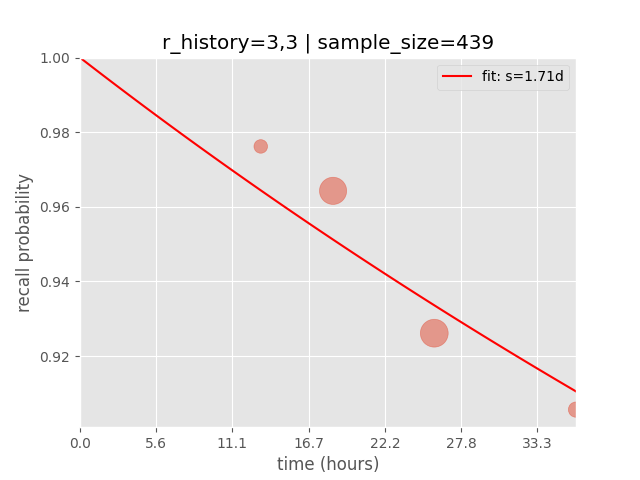 r_history=3,3 | sample_size=439
fit: s=1.71d
recall probability
1.00
0.98
0.96
0.94
0.92
0.0 5.6 11.1 16.7 22.2 27.8 33.3
time (hours)